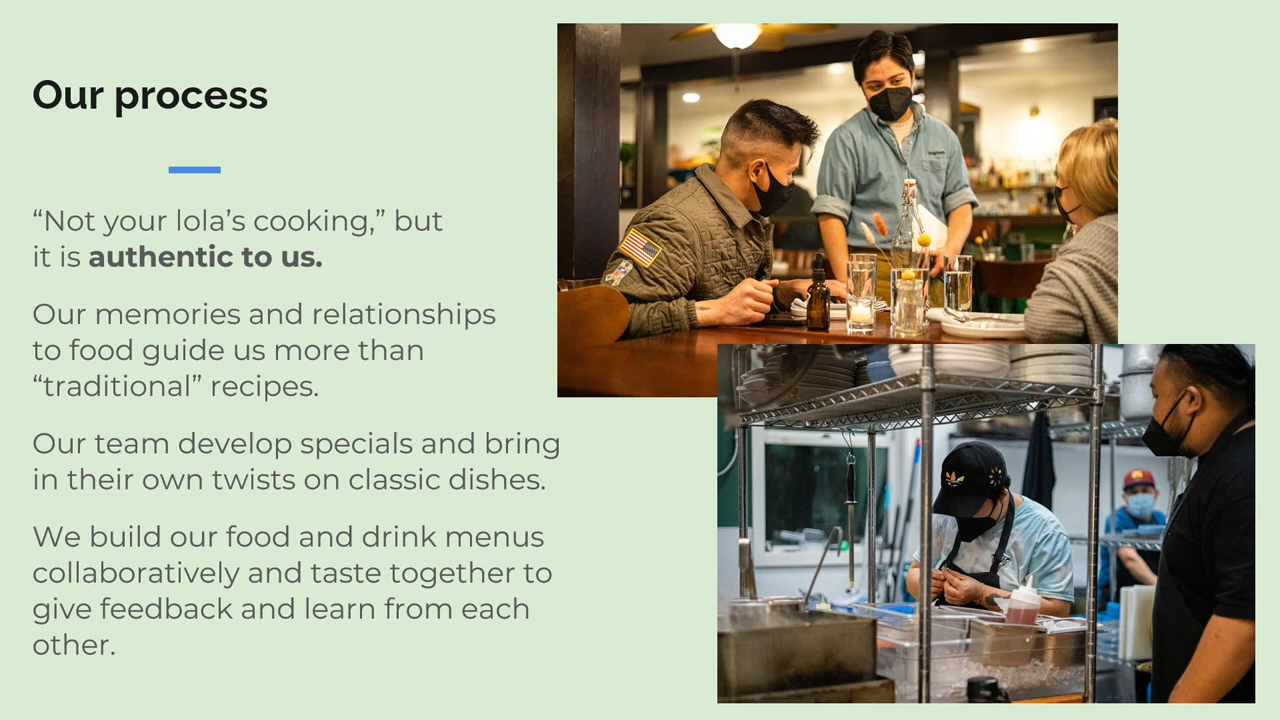 Our process
“Not your lola’s cooking,” but
it is authentic to us.
Our memories and relationships
to food guide us more than
“traditional” recipes.
Our team develop specials and bring
in their own twists on classic dishes.
We build our food and drink menus
collaboratively and taste together to
give feedback and learn from each
other.